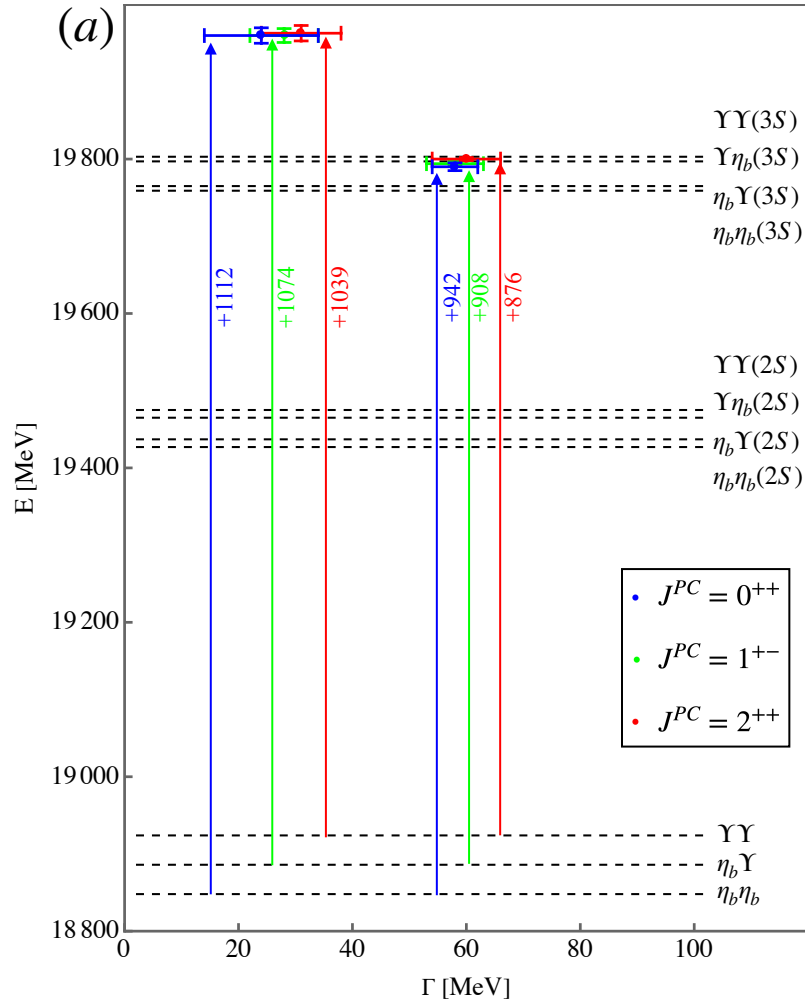 (a)
ΥΥ(3S)
19 800
Υη_b(3S)
η_bΥ(3S)
η_bη_b(3S)
+1112
+1074
+1039
+942
+908
+876
19 600
ΥΥ(2S)
Υη_b(2S)
η_bΥ(2S)
19 400
η_bη_b(2S)
E [MeV]
J^{PC} = 0^{++}
19 200
J^{PC} = 1^{+-}
J^{PC} = 2^{++}
19 000
ΥΥ
η_bΥ
η_bη_b
18 800
0 20 40 60 80 100
Γ [MeV]